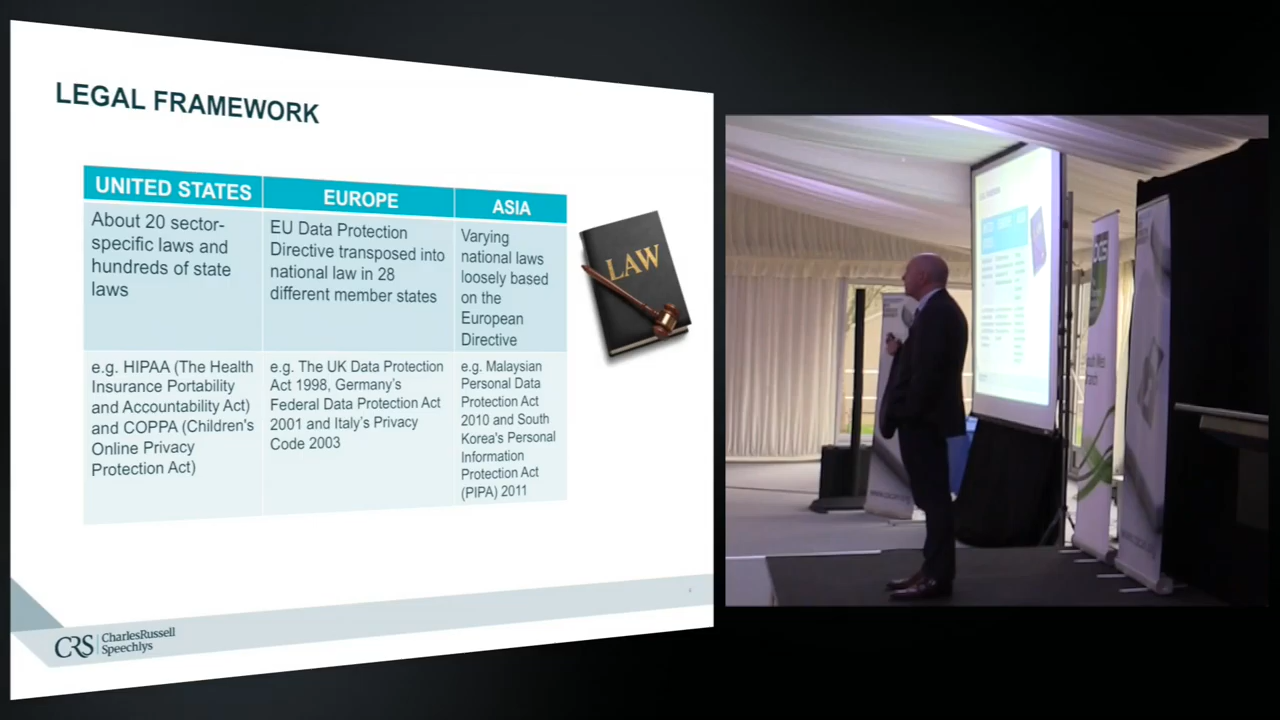 LEGAL FRAMEWORK
UNITED STATES
EUROPE
ASIA
About 20 sector-
specific laws and
hundreds of state
laws
EU Data Protection
Directive transposed into
national law in 28
different member states
Varying
national laws
loosely based
on the
European
Directive
LAW
e.g. HIPAA (The Health
Insurance Portability
and Accountability Act)
and COPPA (Children's
Online Privacy
Protection Act)
e.g. The UK Data Protection
Act 1998, Germany's
Federal Data Protection Act
2001 and Italy's Privacy
Code 2003
e.g. Malaysian
Personal Data
Protection Act
2010 and South
Korea's Personal
Information
Protection Act
(PIPA) 2011
CRS
CharlesRussell
Speechlys